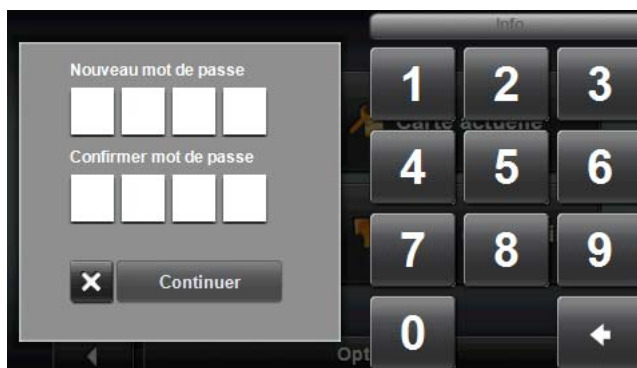 Info
Nouveau mot de passe
Confirmer mot de passe
Continuer
1 2 3
Carte actuelle
4 5 6
7 8 9
0
Opt